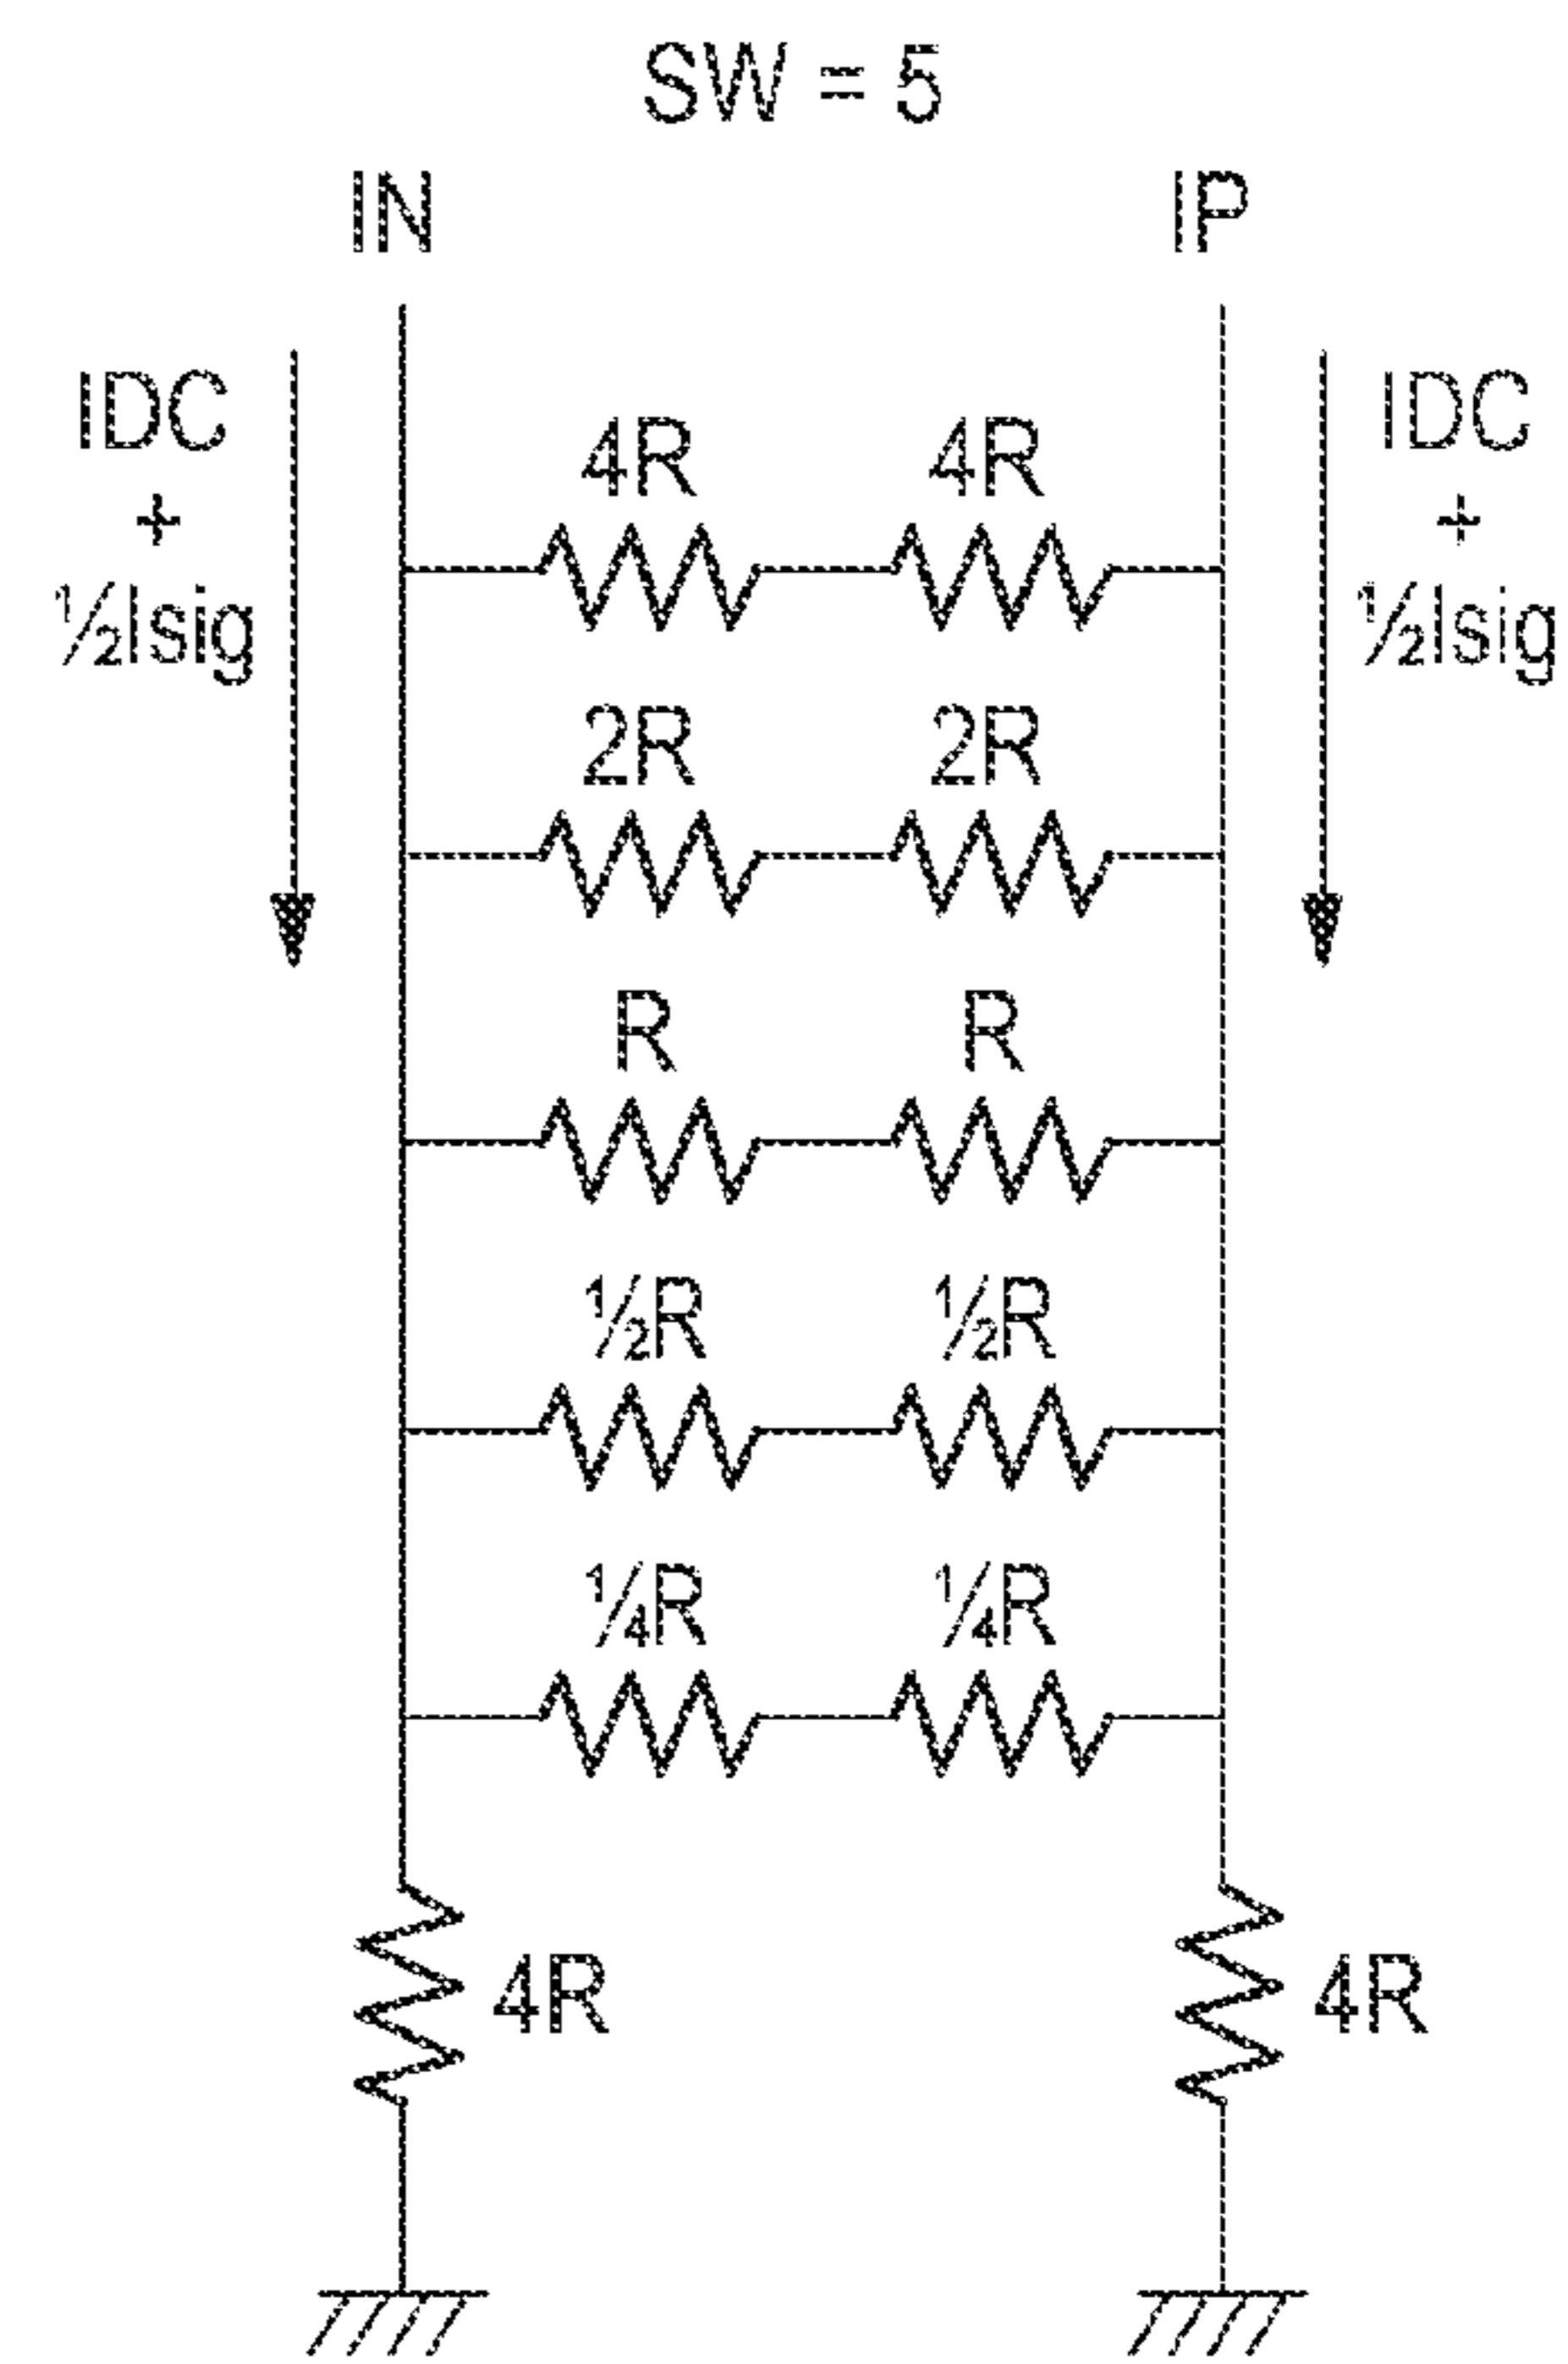 SW = 5
IN IP
IDC
+
½Isig
IDC
+
½Isig
4R 4R
2R 2R
R R
½R ½R
¼R ¼R
4R 4R